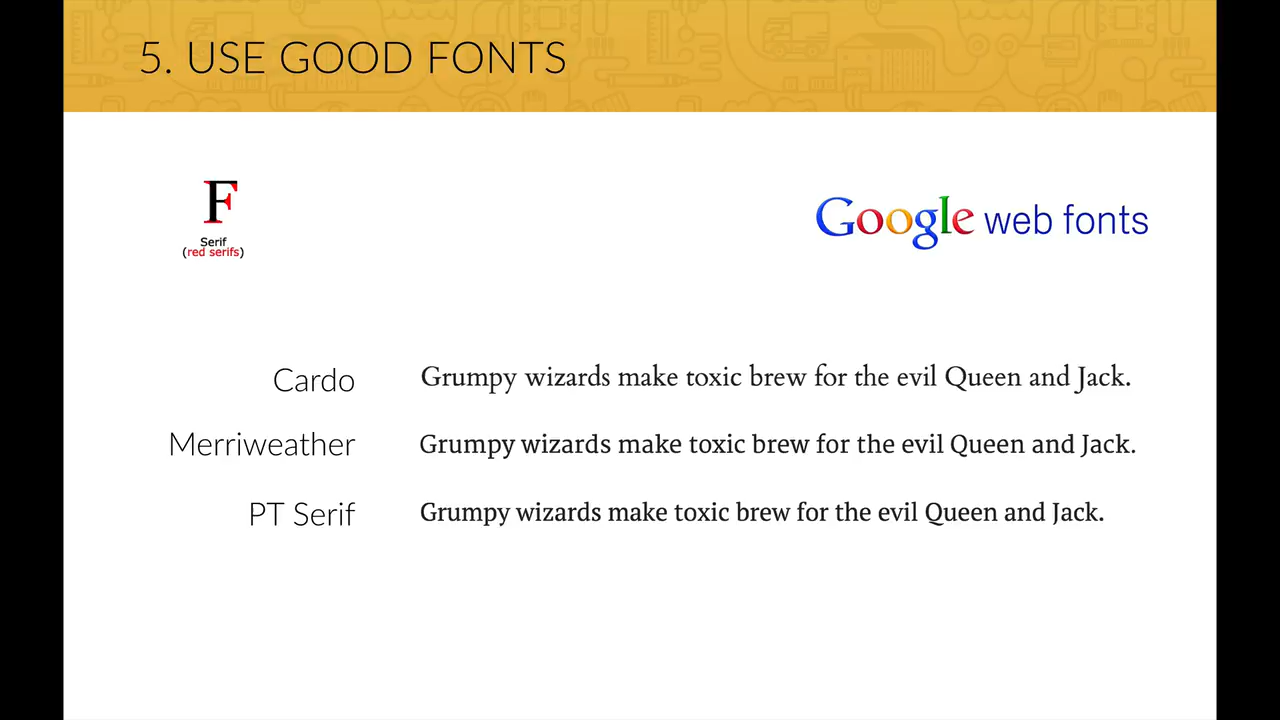 5. USE GOOD FONTS
F
Serif
(red serifs)
Google web fonts
Cardo Grumpy wizards make toxic brew for the evil Queen and Jack.
Merriweather Grumpy wizards make toxic brew for the evil Queen and Jack.
PT Serif Grumpy wizards make toxic brew for the evil Queen and Jack.